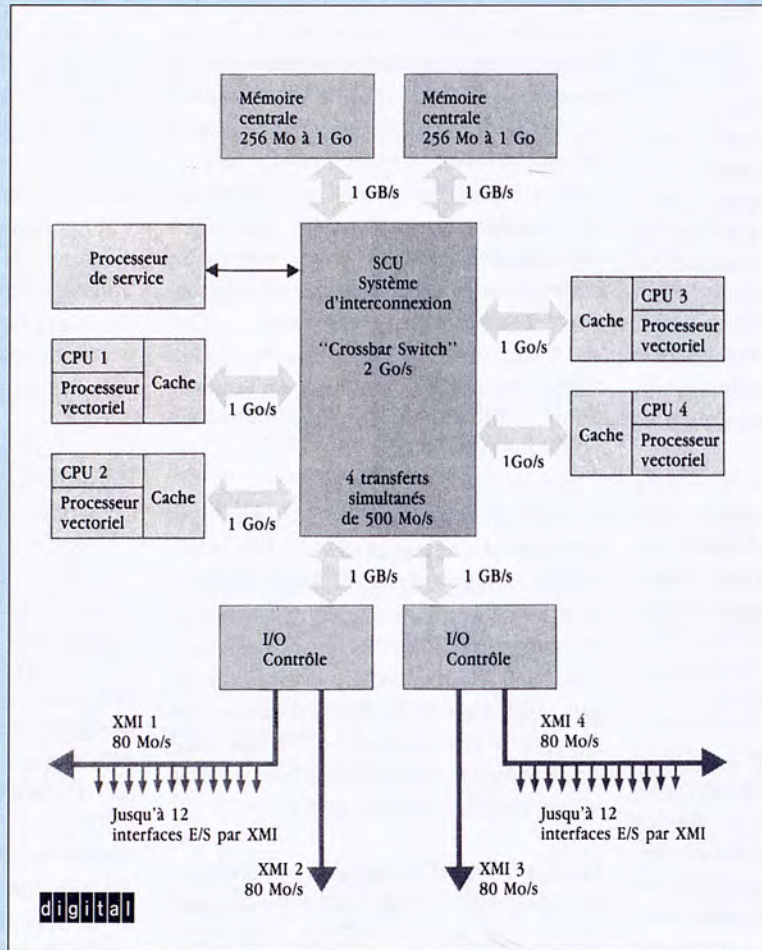 Mémoire
centrale
256 Mo à 1 Go
Mémoire
centrale
256 Mo à 1 Go
1 GB/s
1 GB/s
Processeur
de service
SCU
Système
d'interconnexion
"Crossbar Switch"
2 Go/s
4 transferts
simultanés
de 500 Mo/s
CPU 1
Processeur
vectoriel
Cache
1 Go/s
CPU 2
Processeur
vectoriel
Cache
1 Go/s
1 Go/s
Cache
CPU 3
Processeur
vectoriel
1Go/s
Cache
CPU 4
Processeur
vectoriel
1 GB/s
1 GB/s
I/O
Contrôle
I/O
Contrôle
XMI 1
80 Mo/s
Jusqu'à 12
interfaces E/S par XMI
XMI 2
80 Mo/s
XMI 3
80 Mo/s
XMI 4
80 Mo/s
Jusqu'à 12
interfaces E/S par XMI
digital